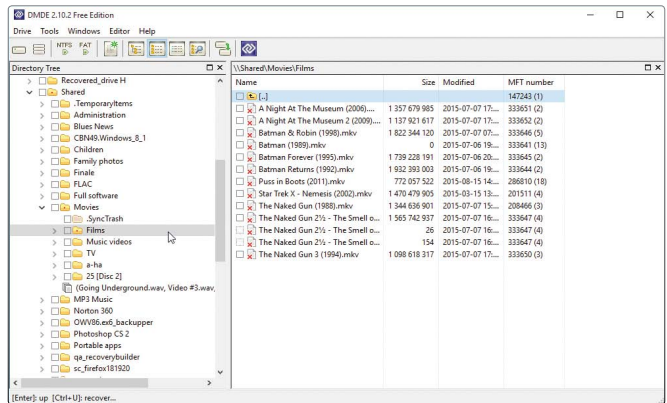 DMDE 2.10.2 Free Edition
Drive Tools Windows Editor Help
NTFS FAT
Directory Tree
Recovered_drive H
Shared
.TemporaryItems
Administration
Blues News
CBN49.Windows_8_1
Children
Family photos
Finale
FLAC
Full software
Movies
.SyncTrash
Films
Music videos
TV
a-ha
25 [Disc 2]
(Going Underground.wav, Video #3.wav,
MP3 Music
Norton 360
OWV86.ex6_backupper
Photoshop CS 2
Portable apps
qa_recoverybuilder
sc_firefox181920
\\Shared\Movies\Films
Name Size Modified MFT number
[..] 147243 (1)
A Night At The Museum (2006).... 1 357 679 985 2015-07-07 17:... 333651 (2)
A Night At The Museum 2 (2009).... 1 137 921 617 2015-07-07 17:... 333652 (2)
Batman & Robin (1998).mkv 1 822 344 120 2015-07-07 07:... 333646 (5)
Batman (1989).mkv 0 2015-07-06 19:... 333641 (13)
Batman Forever (1995).mkv 1 739 228 191 2015-07-06 20:... 333645 (2)
Batman Returns (1992).mkv 1 932 393 003 2015-07-06 19:... 333644 (2)
Puss in Boots (2011).mkv 772 057 522 2015-08-15 14:... 286810 (18)
Star Trek X - Nemesis (2002).mkv 1 470 479 905 2015-03-15 13:... 201511 (4)
The Naked Gun (1988).mkv 1 344 636 901 2015-07-07 15:... 208466 (3)
The Naked Gun 2½ - The Smell o... 1 565 742 937 2015-07-07 16:... 333647 (4)
The Naked Gun 2½ - The Smell o... 26 2015-07-07 16:... 333647 (4)
The Naked Gun 2½ - The Smell o... 154 2015-07-07 16:... 333647 (4)
The Naked Gun 3 (1994).mkv 1 098 618 317 2015-07-07 17:... 333650 (3)
[Enter]: up [Ctrl+U]: recover...